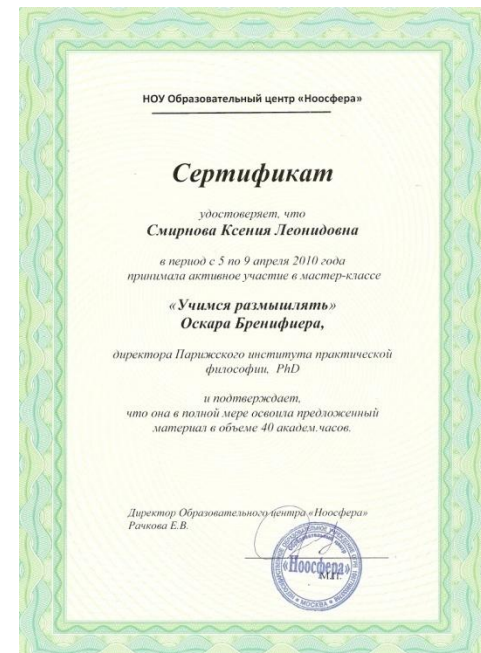 НОУ Образовательный центр «Ноосфера»
Сертификат
удостоверяет, что
Смирнова Ксения Леонидовна
в период с 5 по 9 апреля 2010 года
принимала активное участие в мастер-классе
«Учимся размышлять»
Оскара Бренифиера,
директора Парижского института практической
философии, PhD
и подтверждает,
что она в полной мере освоила предложенный
материал в объеме 40 академ.часов.
Директор Образовательного центра «Ноосфера»
Рачкова Е.В.
«Ноосфера»
М.П.
МОСКВА